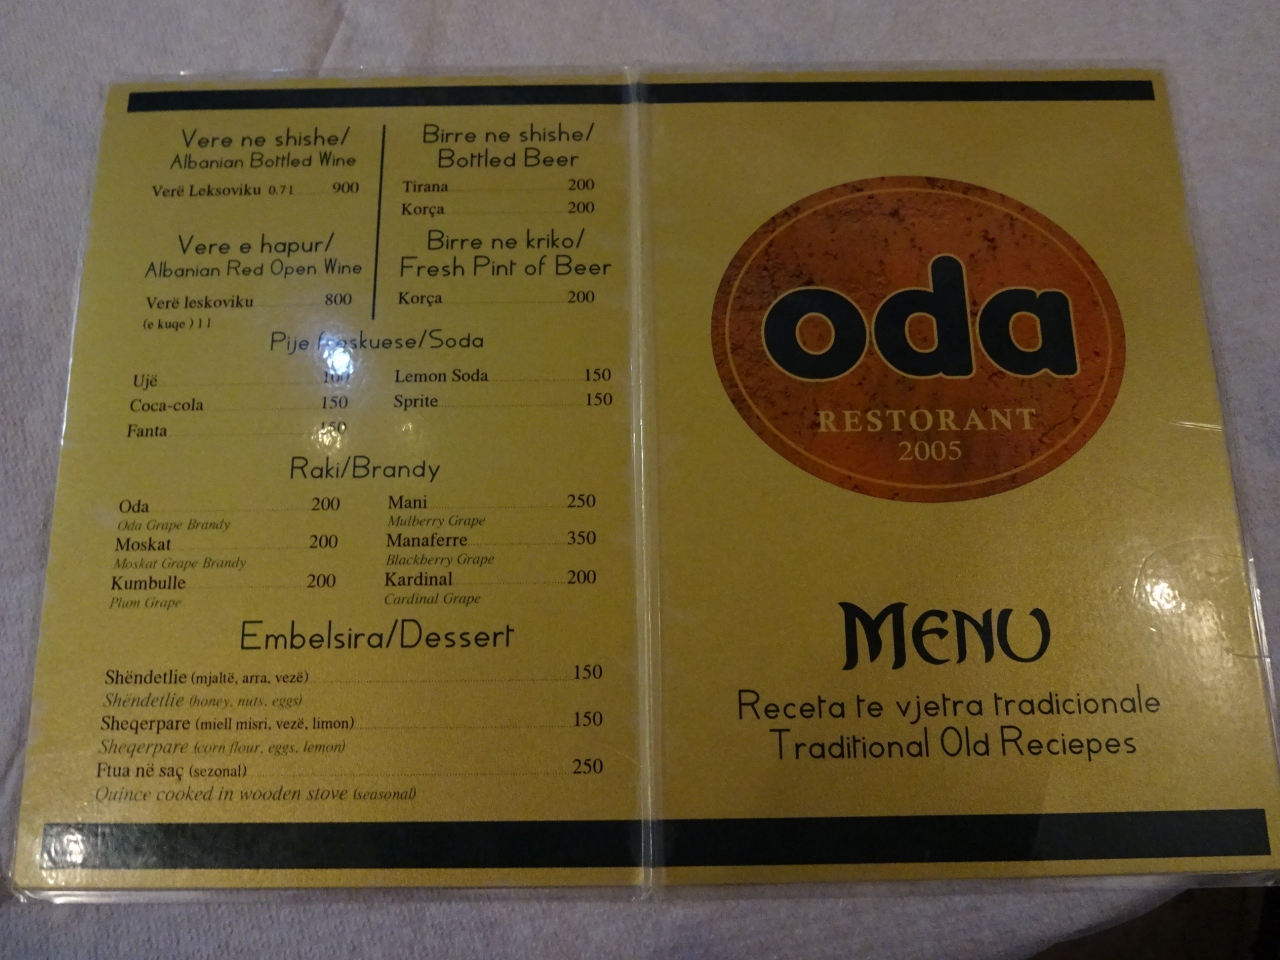 Vere ne shishe/
Albanian Bottled Wine
Verë Leksoviku 0.7 l 900
Vere e hapur/
Albanian Red Open Wine
Verë leskoviku 800
(e kuqe ) 1 l
Birre ne shishe/
Bottled Beer
Tirana 200
Korça 200
Birre ne kriko/
Fresh Pint of Beer
Korça 200
Pije freskuese/Soda
Ujë 100
Coca-cola 150
Fanta 150
Lemon Soda 150
Sprite 150
Raki/Brandy
Oda 200
Oda Grape Brandy
Moskat 200
Moskat Grape Brandy
Kumbulle 200
Plum Grape
Mani 250
Mulberry Grape
Manaferre 350
Blackberry Grape
Kardinal 200
Cardinal Grape
Embelsira/Dessert
Shëndetlie (mjaltë, arra, vezë) 150
Shëndetlie (honey, nuts, eggs)
Sheqerpare (miell misri, vezë, limon) 150
Sheqerpare (corn flour, eggs, lemon)
Ftua në saç (sezonal) 250
Quince cooked in wooden stove (seasonal)
oda
RESTORANT
2005
MENU
Receta te vjetra tradicionale
Traditional Old Reciepes